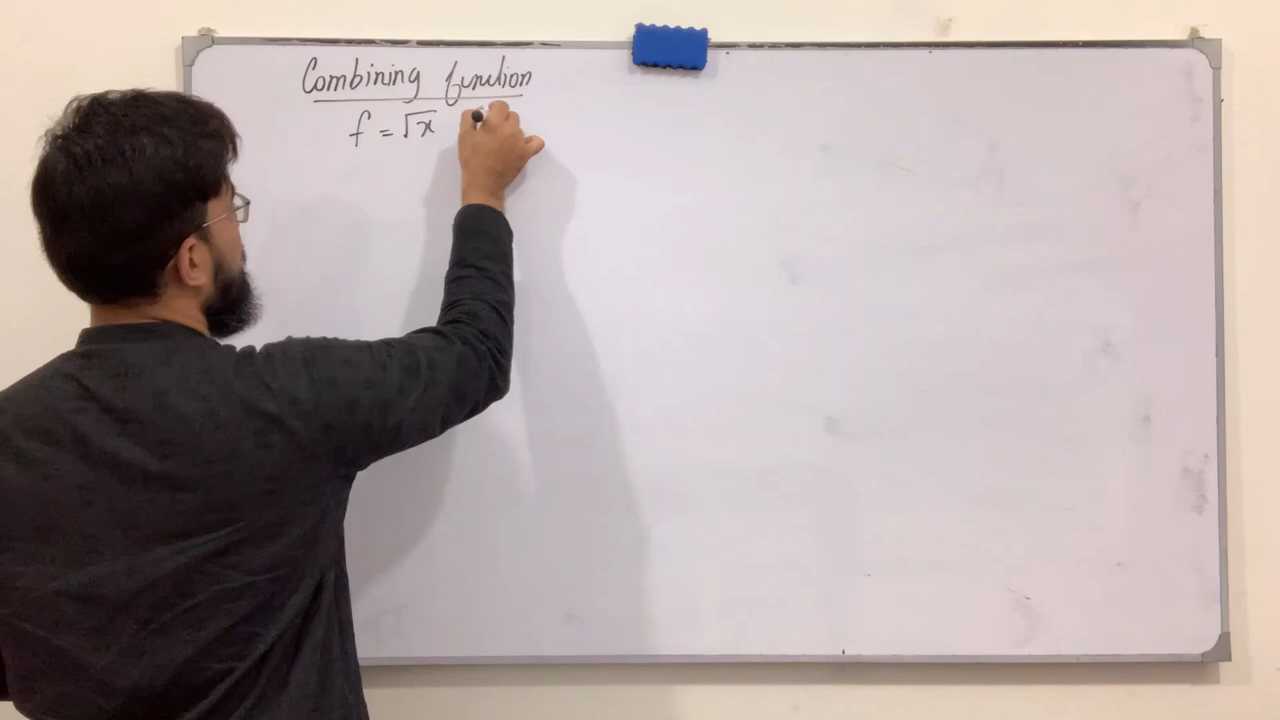 Combining function
f = √x